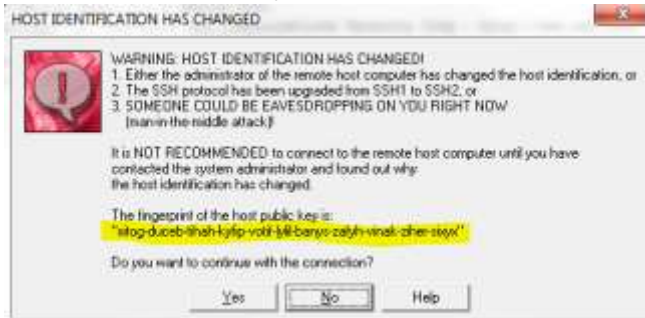 HOST IDENTIFICATION HAS CHANGED
WARNING: HOST IDENTIFICATION HAS CHANGED!
1. Either the administrator of the remote host computer has changed the host identification, or
2. The SSH protocol has been upgraded from SSH1 to SSH2, or
3. SOMEONE COULD BE EAVESDROPPING ON YOU RIGHT NOW
(man-in-the-middle attack)!
It is NOT RECOMMENDED to connect to the remote host computer until you have
contacted the system administrator and found out why
the host identification has changed.
The fingerprint of the host public key is:
Do you want to continue with the connection?
Yes No Help